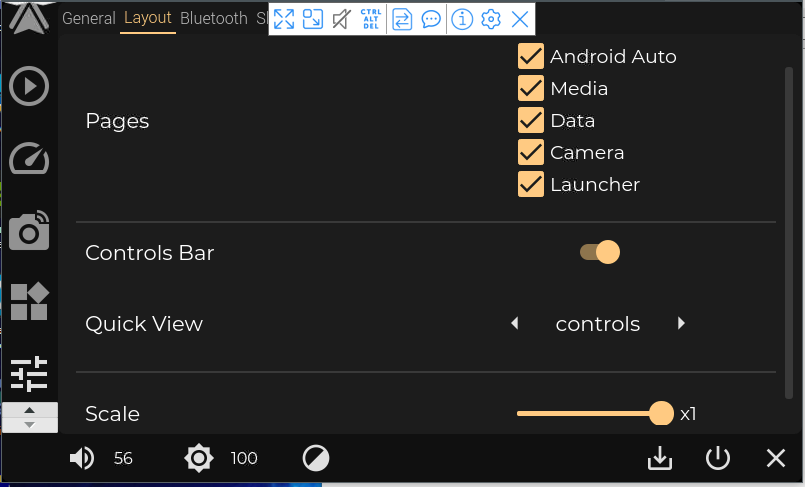 General Layout Bluetooth
CTRL
ALT
DEL
Android Auto
Media
Pages
Data
Camera
Launcher
Controls Bar
Quick View
controls
Scale
x1
56
100